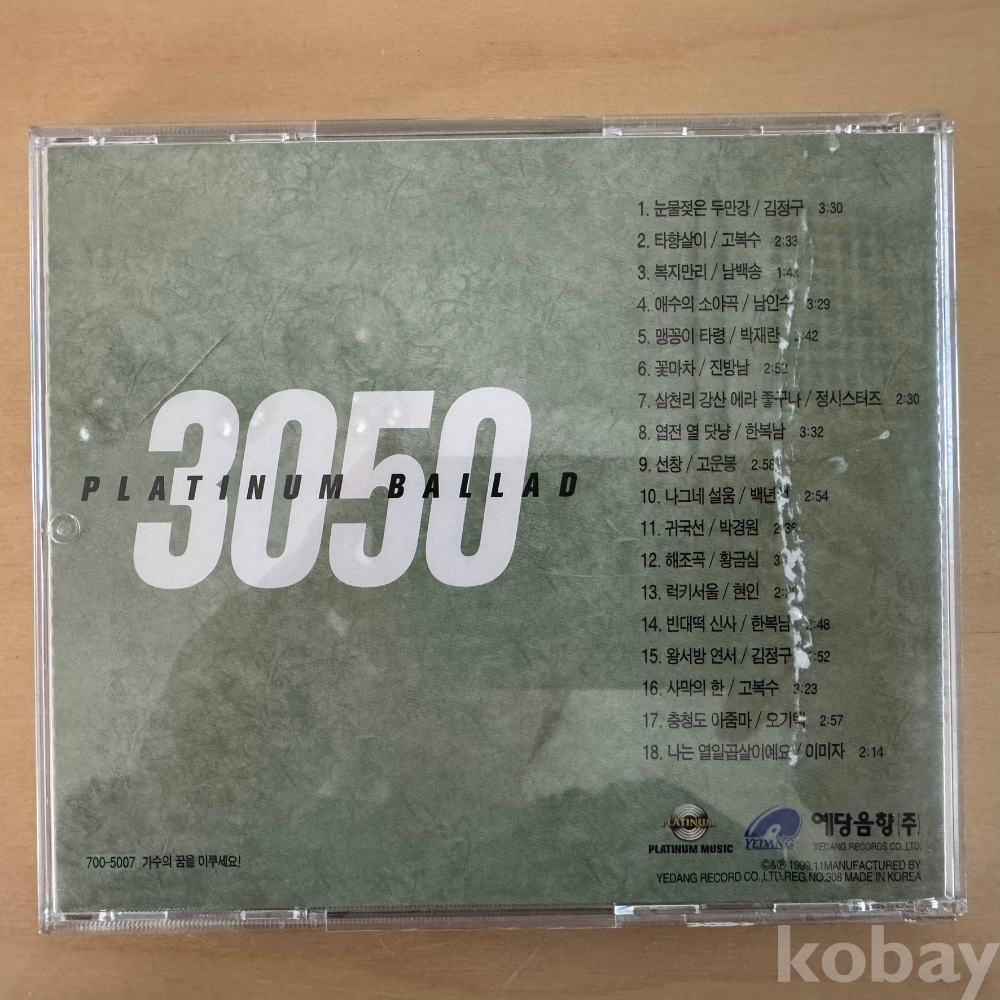 3050
PLATINUM BALLAD
1. 눈물젖은 두만강 / 김정구 3:30
2. 타향살이 / 고복수 2:33
3. 복지만리 / 남백송
4. 애수의 소야곡 / 남인수 3:29
5. 맹꽁이 타령 / 박재란
6. 꽃마차 / 진방남 2:52
7. 삼천리 강산 에라 좋구나 / 정시스터즈 2:30
8. 엽전 열 닷냥 / 한복남 3:32
9. 선창 / 고운봉 2:58
10. 나그네 설움 / 2:54
11. 귀국선 / 박경원
12. 해조곡 / 황금심
13. 럭키서울 / 현인
14. 빈대떡 신사 / 한복남 2:48
15. 왕서방 연서 / 김정구
16. 사막의 한 / 고복수 3:23
17. 충청도 아줌마 / 오기택 2:57
18. 나는 열일곱살이예요 / 이미자 2:14
PLATINUM
PLATINUM MUSIC
YEDANG
예당음향(주)
YEDANG RECORDS CO.,LTD.
©&℗ 1999.11 MANUFACTURED BY
YEDANG RECORD CO.,LTD.REG.NO.306 MADE IN KOREA
700-5007 가수의 꿈을 이루세요!
kobay